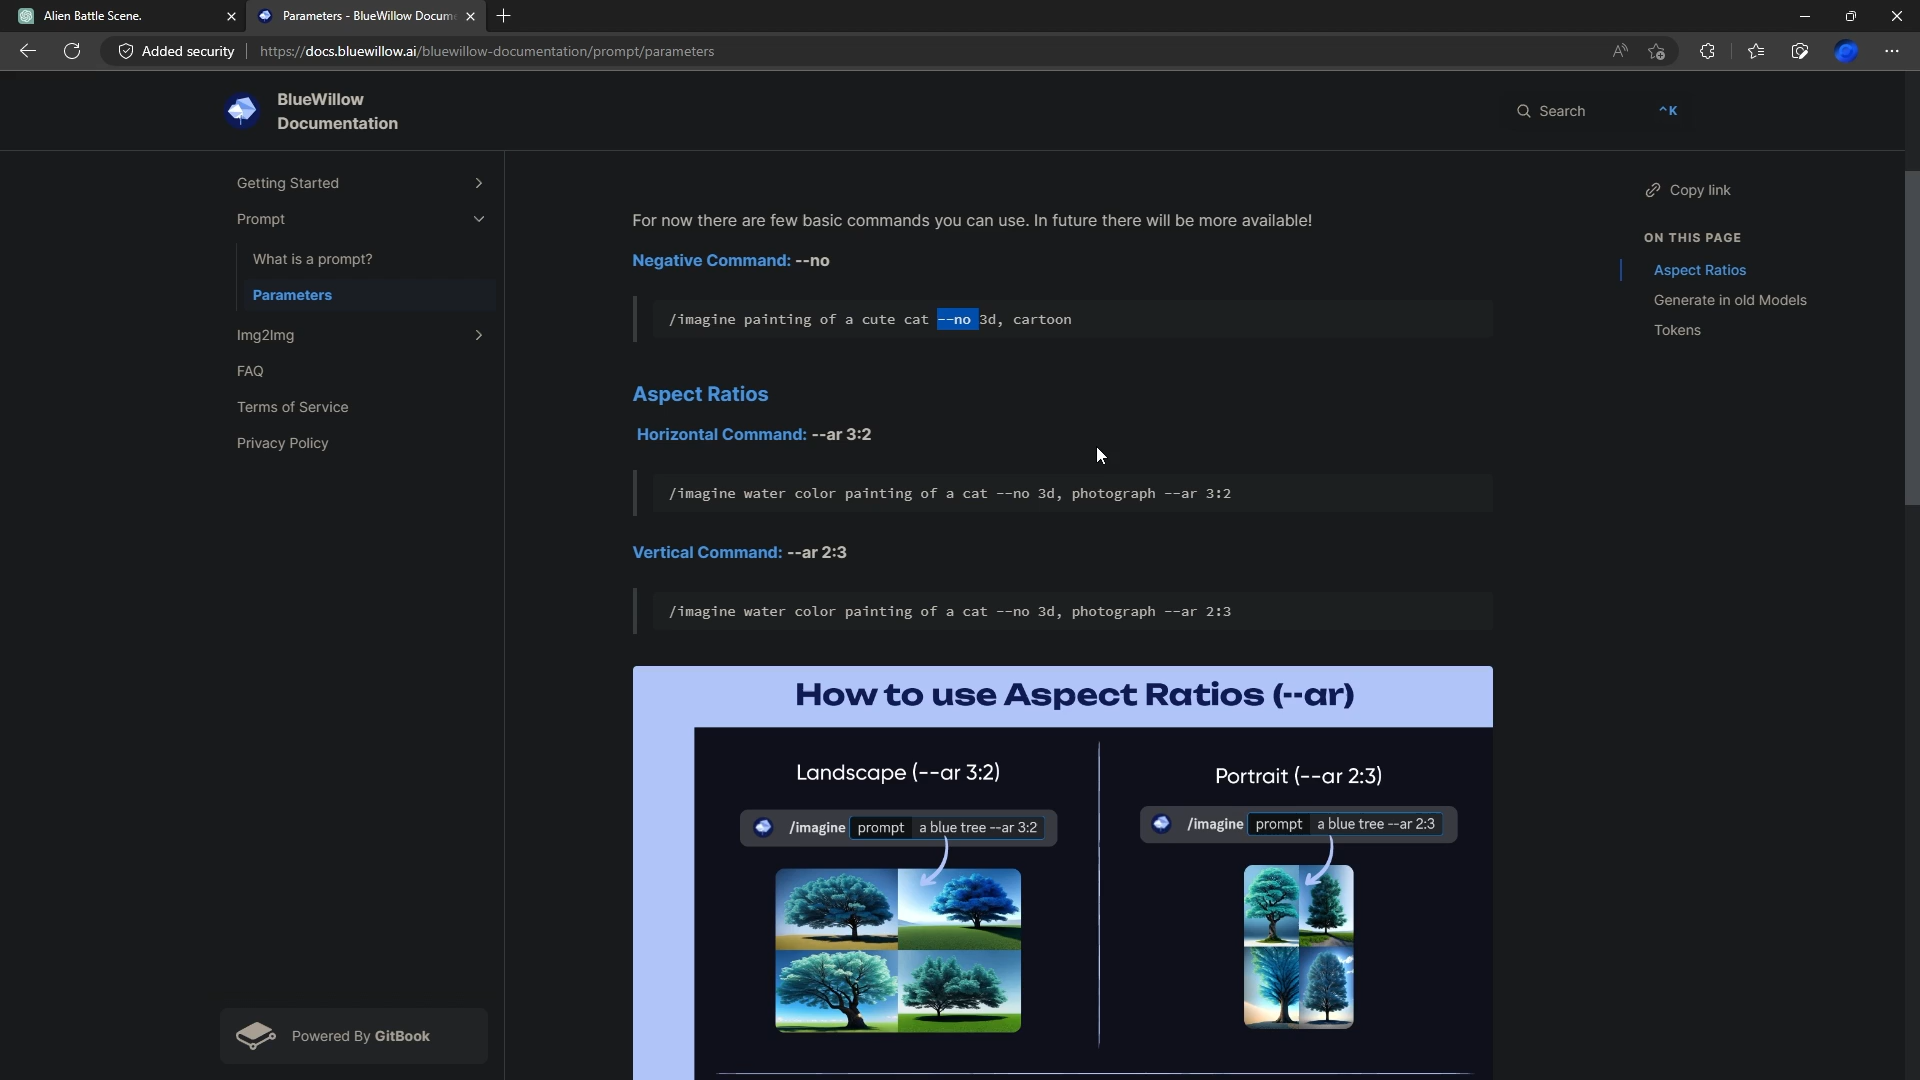 Alien Battle Scene.
Parameters - BlueWillow Docum
Added security
https://docs.bluewillow.ai/bluewillow-documentation/prompt/parameters
BlueWillow
Documentation
Search
^K
Getting Started
Prompt
What is a prompt?
Parameters
Img2Img
FAQ
Terms of Service
Privacy Policy
Powered By GitBook
For now there are few basic commands you can use. In future there will be more available!
Negative Command: --no
/imagine painting of a cute cat --no 3d, cartoon
Aspect Ratios
Horizontal Command: --ar 3:2
/imagine water color painting of a cat --no 3d, photograph --ar 3:2
Vertical Command: --ar 2:3
/imagine water color painting of a cat --no 3d, photograph --ar 2:3
How to use Aspect Ratios (--ar)
Landscape (--ar 3:2)
/imagine prompt a blue tree --ar 3:2
Portrait (--ar 2:3)
/imagine prompt a blue tree --ar 2:3
Copy link
ON THIS PAGE
Aspect Ratios
Generate in old Models
Tokens